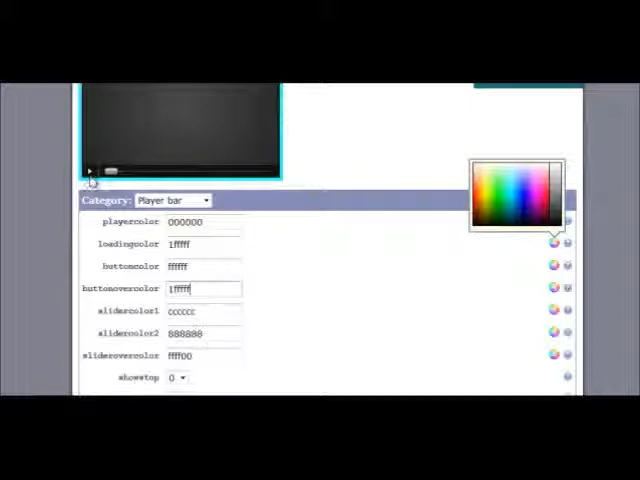 Category: Player bar
playercolor 000000
loadingcolor 1fffff
buttoncolor ffffff
buttonovercolor 1fffff
slidercolor1 cccccc
slidercolor2 888888
sliderovercolor ffff00
showstop 0